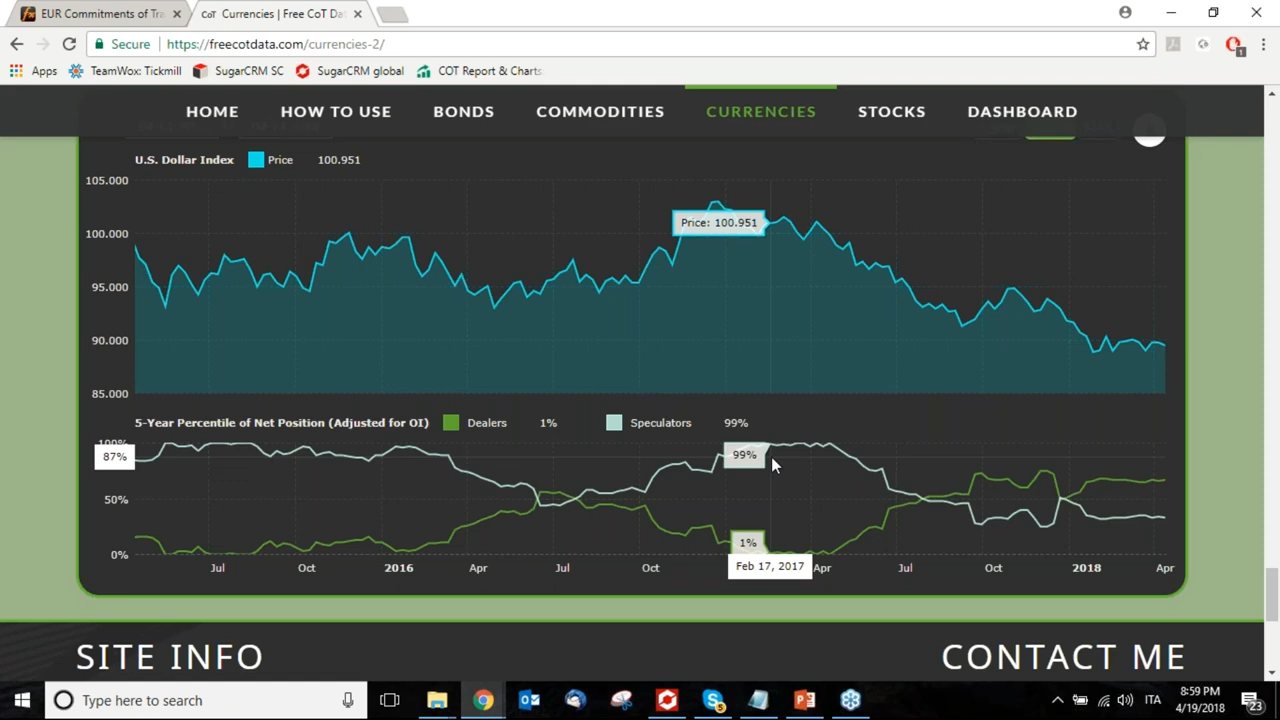 EUR Commitments of Tra
CoT Currencies | Free CoT Dat
Secure https://freecotdata.com/currencies-2/
Apps TeamWox: Tickmill SugarCRM SC SugarCRM global COT Report & Charts
HOME HOW TO USE BONDS COMMODITIES CURRENCIES STOCKS DASHBOARD
U.S. Dollar Index Price 100.951
105.000
100.000
95.000
90.000
85.000
Price: 100.951
5-Year Percentile of Net Position (Adjusted for OI) Dealers 1% Speculators 99%
100%
87%
50%
0%
99%
1%
Feb 17, 2017
Jul Oct 2016 Apr Jul Oct Apr Jul Oct 2018 Apr
SITE INFO CONTACT ME
Type here to search
5
ITA
8:59 PM
4/19/2018
23
1